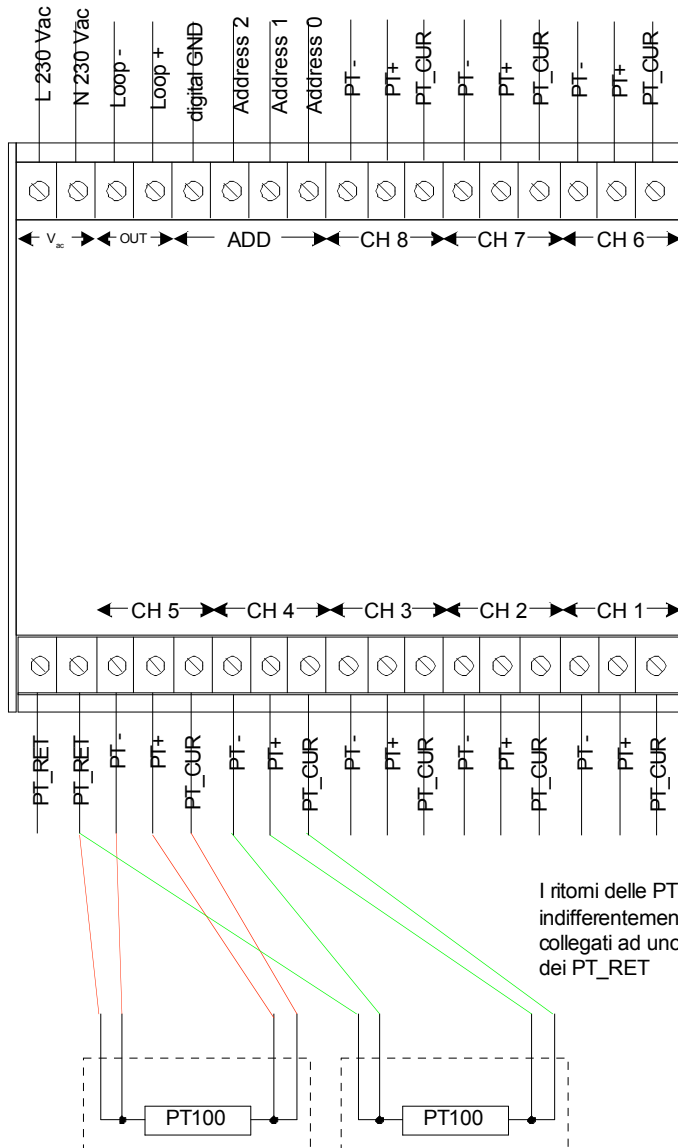 L 230 Vac
N 230 Vac
Loop -
Loop +
digital GND
Address 2
Address 1
Address 0
PT -
PT+
PT_CUR
PT -
PT+
PT_CUR
PT -
PT+
PT_CUR
Vac
OUT
ADD
CH 8
CH 7
CH 6
CH 5
CH 4
CH 3
CH 2
CH 1
PT_RET
PT_RET
PT -
PT+
PT_CUR
PT -
PT+
PT_CUR
PT -
PT+
PT_CUR
PT -
PT+
PT_CUR
PT -
PT+
PT_CUR
I ritorni delle PT
indifferentemen
collegati ad uno
dei PT_RET
PT100
PT100